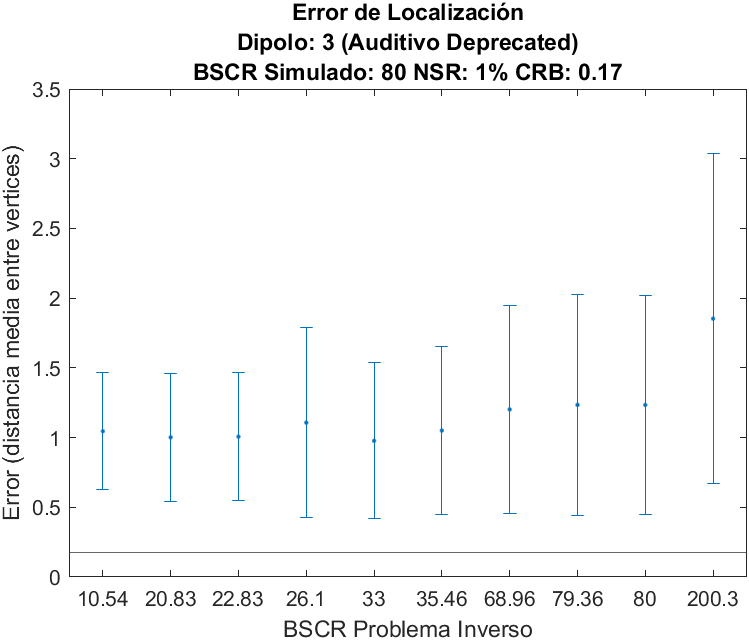 Error de Localización
Dipolo: 3 (Auditivo Deprecated)
BSCR Simulado: 80 NSR: 1% CRB: 0.17
Error (distancia media entre vertices)
3.5
3
2.5
2
1.5
1
0.5
0
10.54 20.83 22.83 26.1 33 35.46 68.96 79.36 80 200.3
BSCR Problema Inverso